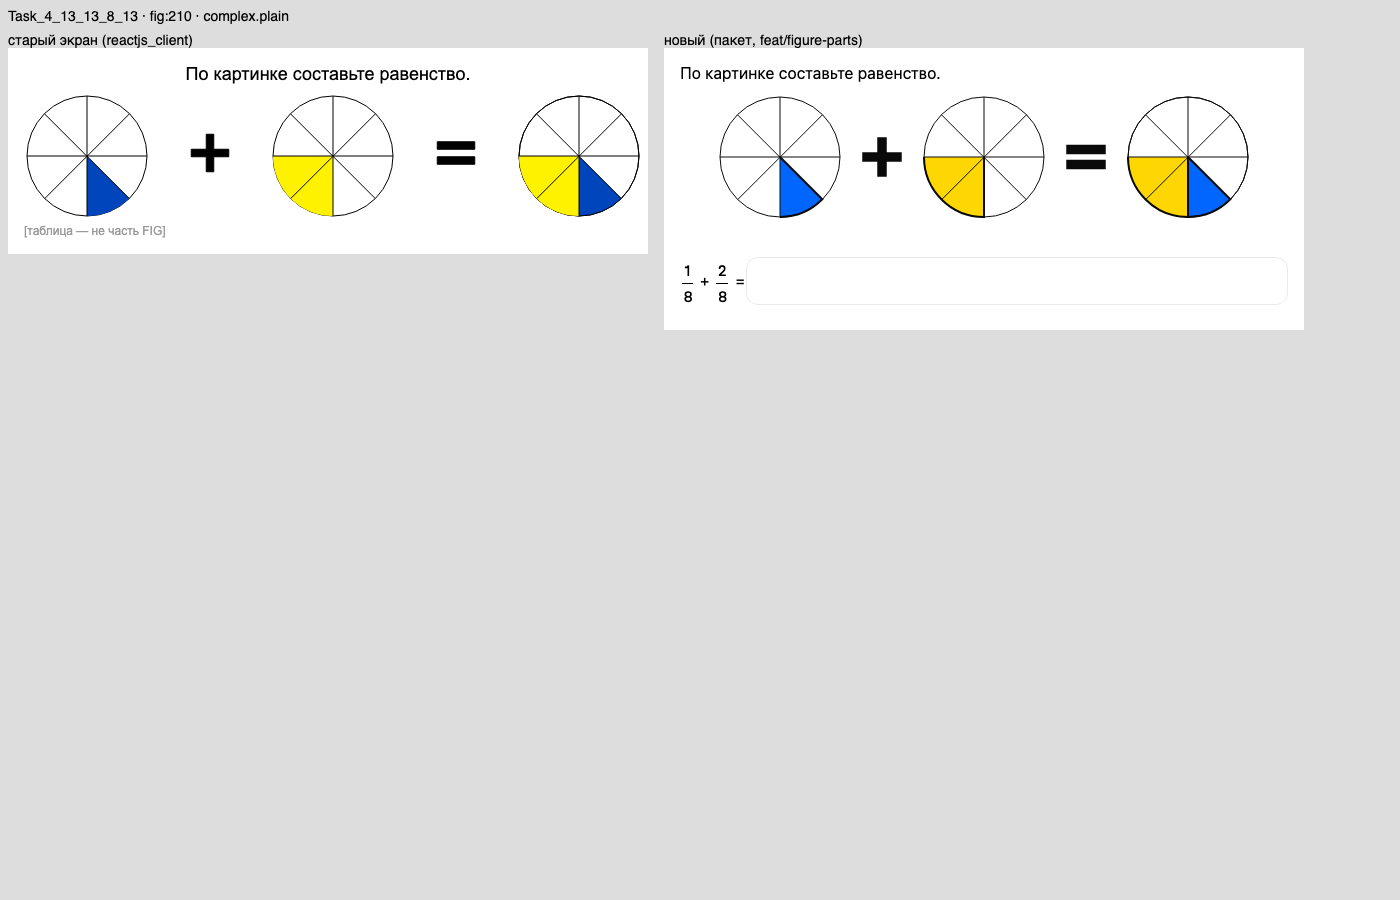 Task_4_13_13_8_13 · fig:210 · complex.plain
старый экран (reactjs_client)
По картинке составьте равенство.
+ =
[таблица — не часть FIG]
новый (пакет, feat/figure-parts)
По картинке составьте равенство.
+ =
1/8 + 2/8 =